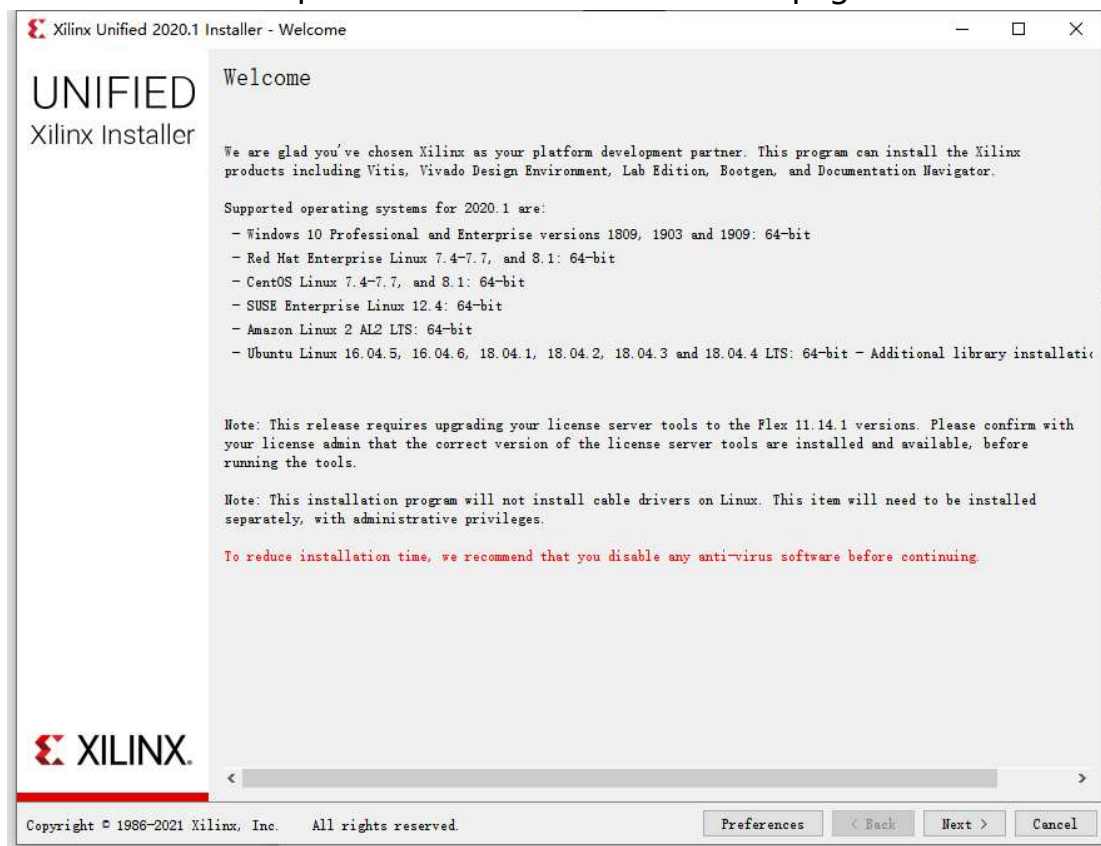 Xilinx Unified 2020.1 Installer - Welcome
UNIFIED
Xilinx Installer
Welcome
We are glad you've chosen Xilinx as your platform development partner. This program can install the Xilinx
products including Vitis, Vivado Design Environment, Lab Edition, Bootgen, and Documentation Navigator.
Supported operating systems for 2020.1 are:
- Windows 10 Professional and Enterprise versions 1809, 1903 and 1909: 64-bit
- Red Hat Enterprise Linux 7.4-7.7, and 8.1: 64-bit
- CentOS Linux 7.4-7.7, and 8.1: 64-bit
- SUSE Enterprise Linux 12.4: 64-bit
- Amazon Linux 2 AL2 LTS: 64-bit
- Ubuntu Linux 16.04.5, 16.04.6, 18.04.1, 18.04.2, 18.04.3 and 18.04.4 LTS: 64-bit - Additional library
Note: This release requires upgrading your license server tools to the Flex 11.14.1 versions. Please confirm with
your license admin that the correct version of the license server tools are installed and available, before
running the tools.
Note: This installation program will not install cable drivers on Linux. This item will need to be installed
separately, with administrative privileges.
To reduce installation time, we recommend that you disable any anti-virus software before continuing.
XILINX.
Copyright © 1986-2021 Xilinx, Inc. All rights reserved.
Preferences
< Back
Next >
Cancel